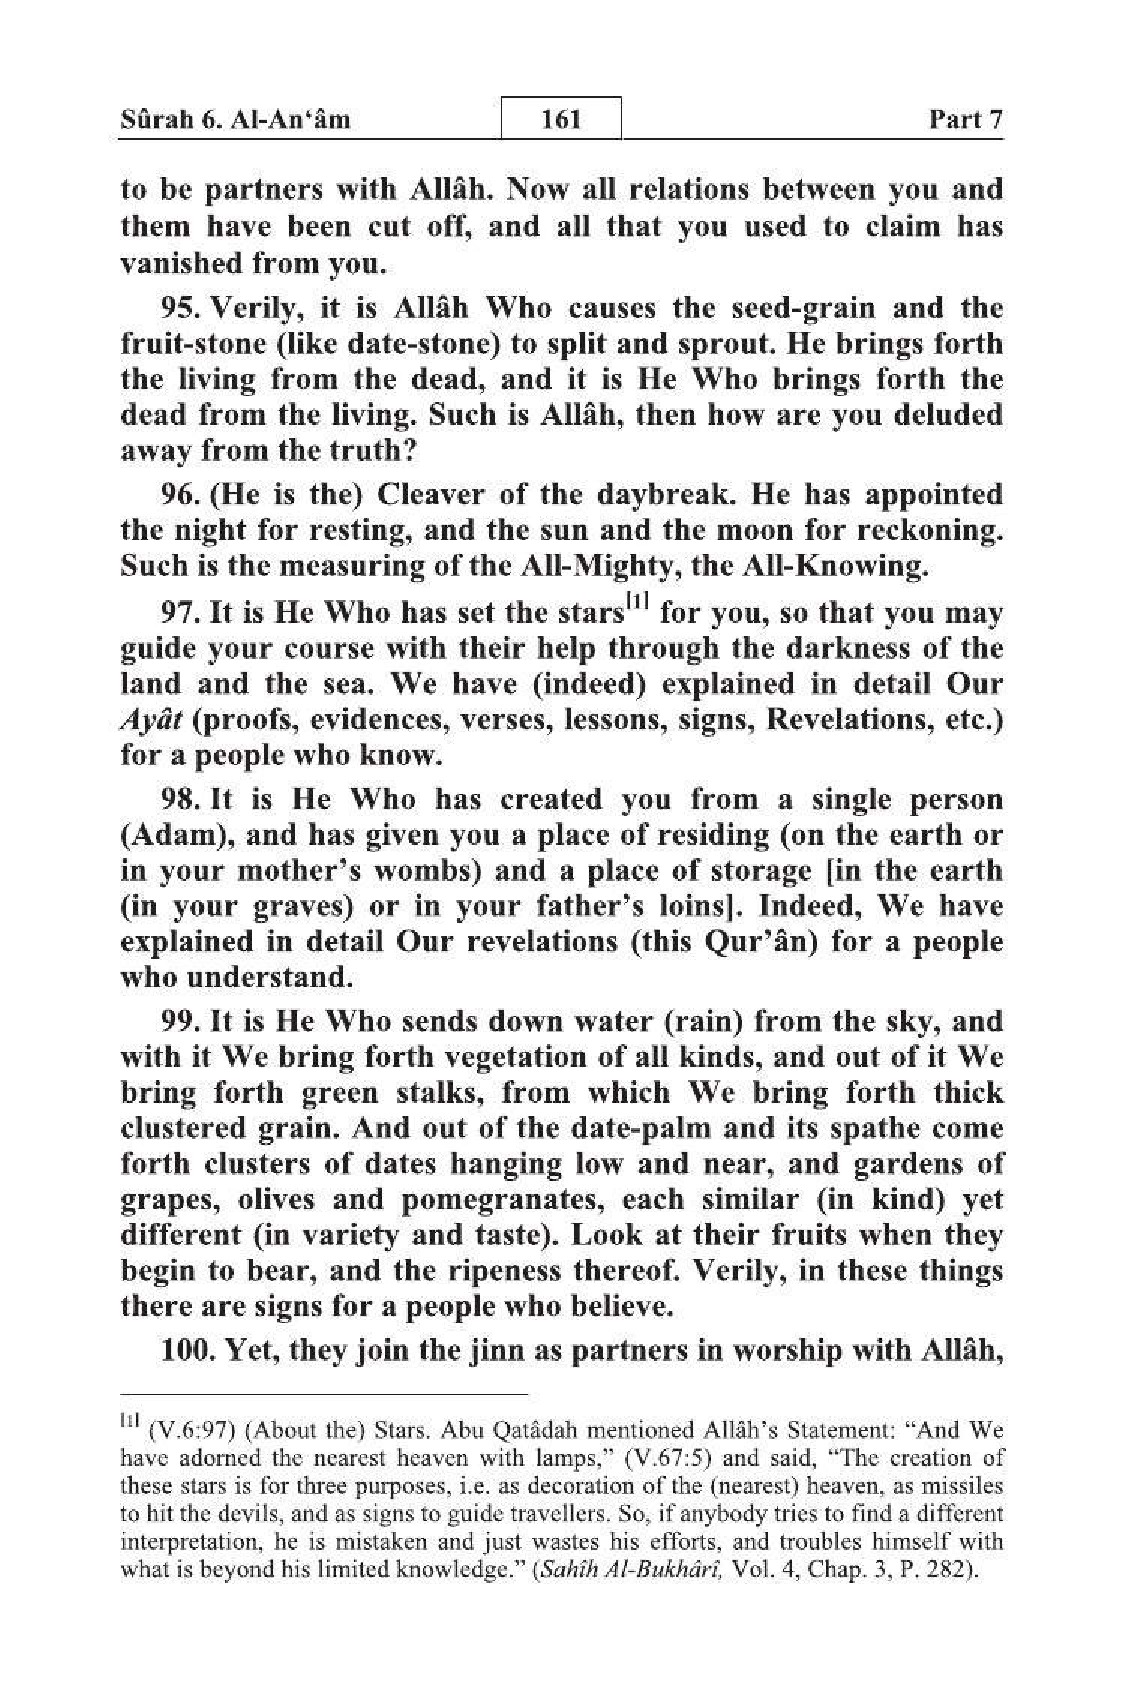 Sûrah 6. Al-An‘âm 161 Part 7
to be partners with Allâh. Now all relations between you and
them have been cut off, and all that you used to claim has
vanished from you.
95. Verily, it is Allâh Who causes the seed-grain and the
fruit-stone (like date-stone) to split and sprout. He brings forth
the living from the dead, and it is He Who brings forth the
dead from the living. Such is Allâh, then how are you deluded
away from the truth?
96. (He is the) Cleaver of the daybreak. He has appointed
the night for resting, and the sun and the moon for reckoning.
Such is the measuring of the All-Mighty, the All-Knowing.
97. It is He Who has set the stars[1] for you, so that you may
guide your course with their help through the darkness of the
land and the sea. We have (indeed) explained in detail Our
Ayât (proofs, evidences, verses, lessons, signs, Revelations, etc.)
for a people who know.
98. It is He Who has created you from a single person
(Adam), and has given you a place of residing (on the earth or
in your mother’s wombs) and a place of storage [in the earth
(in your graves) or in your father’s loins]. Indeed, We have
explained in detail Our revelations (this Qur’ân) for a people
who understand.
99. It is He Who sends down water (rain) from the sky, and
with it We bring forth vegetation of all kinds, and out of it We
bring forth green stalks, from which We bring forth thick
clustered grain. And out of the date-palm and its spathe come
forth clusters of dates hanging low and near, and gardens of
grapes, olives and pomegranates, each similar (in kind) yet
different (in variety and taste). Look at their fruits when they
begin to bear, and the ripeness thereof. Verily, in these things
there are signs for a people who believe.
100. Yet, they join the jinn as partners in worship with Allâh,
[1] (V.6:97) (About the) Stars. Abu Qatâdah mentioned Allâh’s Statement: “And We
have adorned the nearest heaven with lamps,” (V.67:5) and said, “The creation of
these stars is for three purposes, i.e. as decoration of the (nearest) heaven, as missiles
to hit the devils, and as signs to guide travellers. So, if anybody tries to find a different
interpretation, he is mistaken and just wastes his efforts, and troubles himself with
what is beyond his limited knowledge.” (Sahîh Al-Bukhârî, Vol. 4, Chap. 3, P. 282).